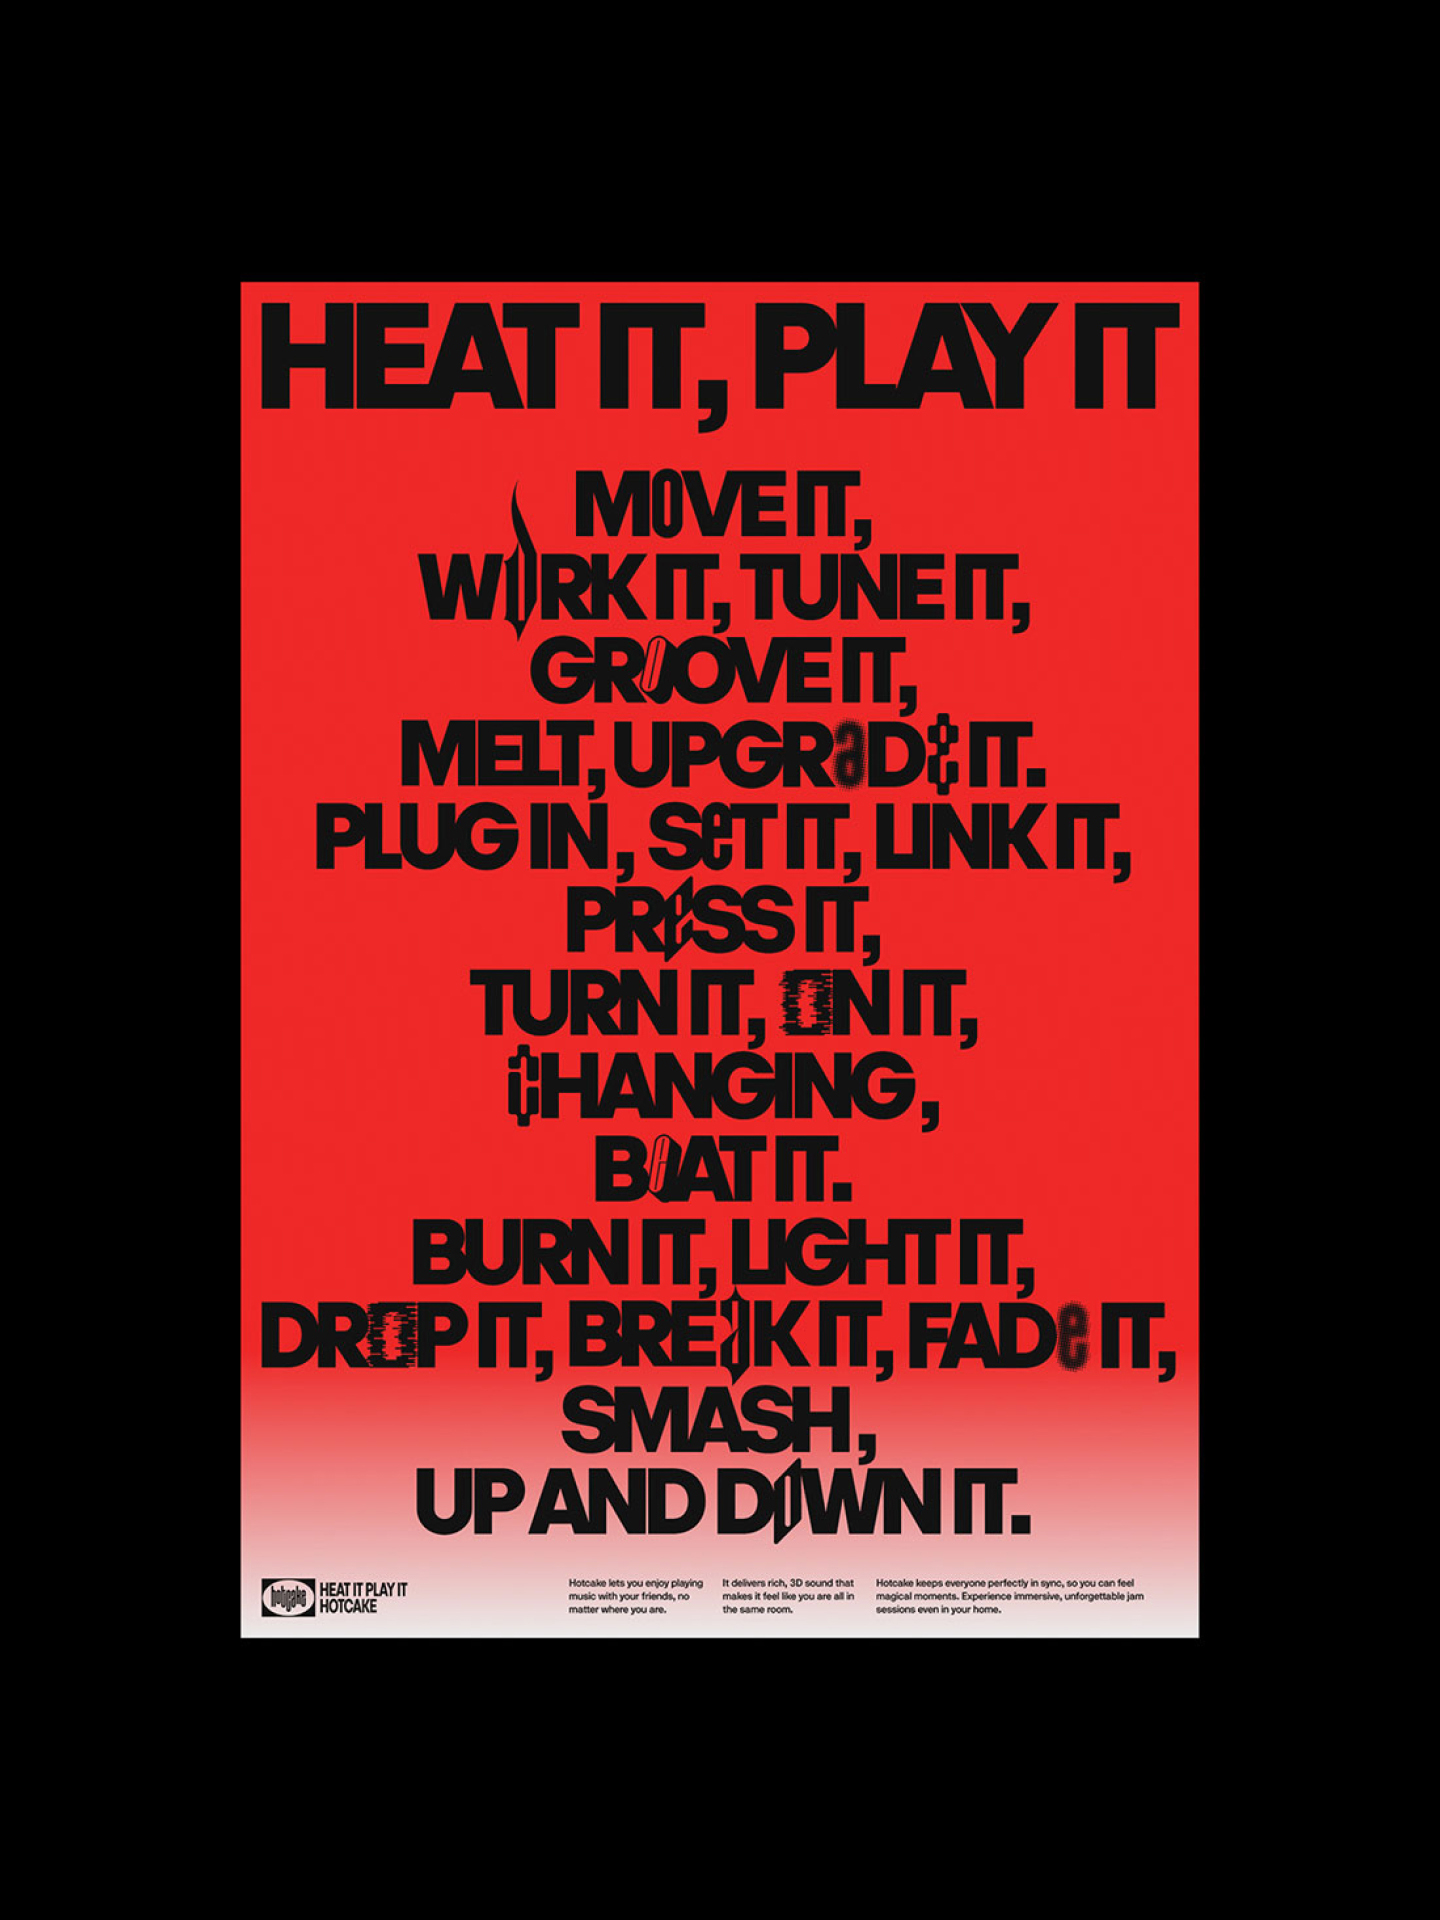 HEAT IT, PLAY IT
MOVE IT,
WORK IT, TUNE IT,
GROOVE IT,
MELT, UPGRaDe IT.
PLUG IN, SeT IT, LINK IT,
PReSS IT,
TURN IT, ON IT,
CHANGING,
BeAT IT.
BURN IT, LIGHT IT,
DROP IT, BREaK IT, FADe IT,
SMASH,
UP AND DOWN IT.
hotcake
HEAT IT PLAY IT
HOTCAKE
Hotcake lets you enjoy playing
music with your friends, no
matter where you are.
It delivers rich, 3D sound that
makes it feel like you are all in
the same room.
Hotcake keeps everyone perfectly in sync, so you can feel
magical moments. Experience immersive, unforgettable jam
sessions even in your home.